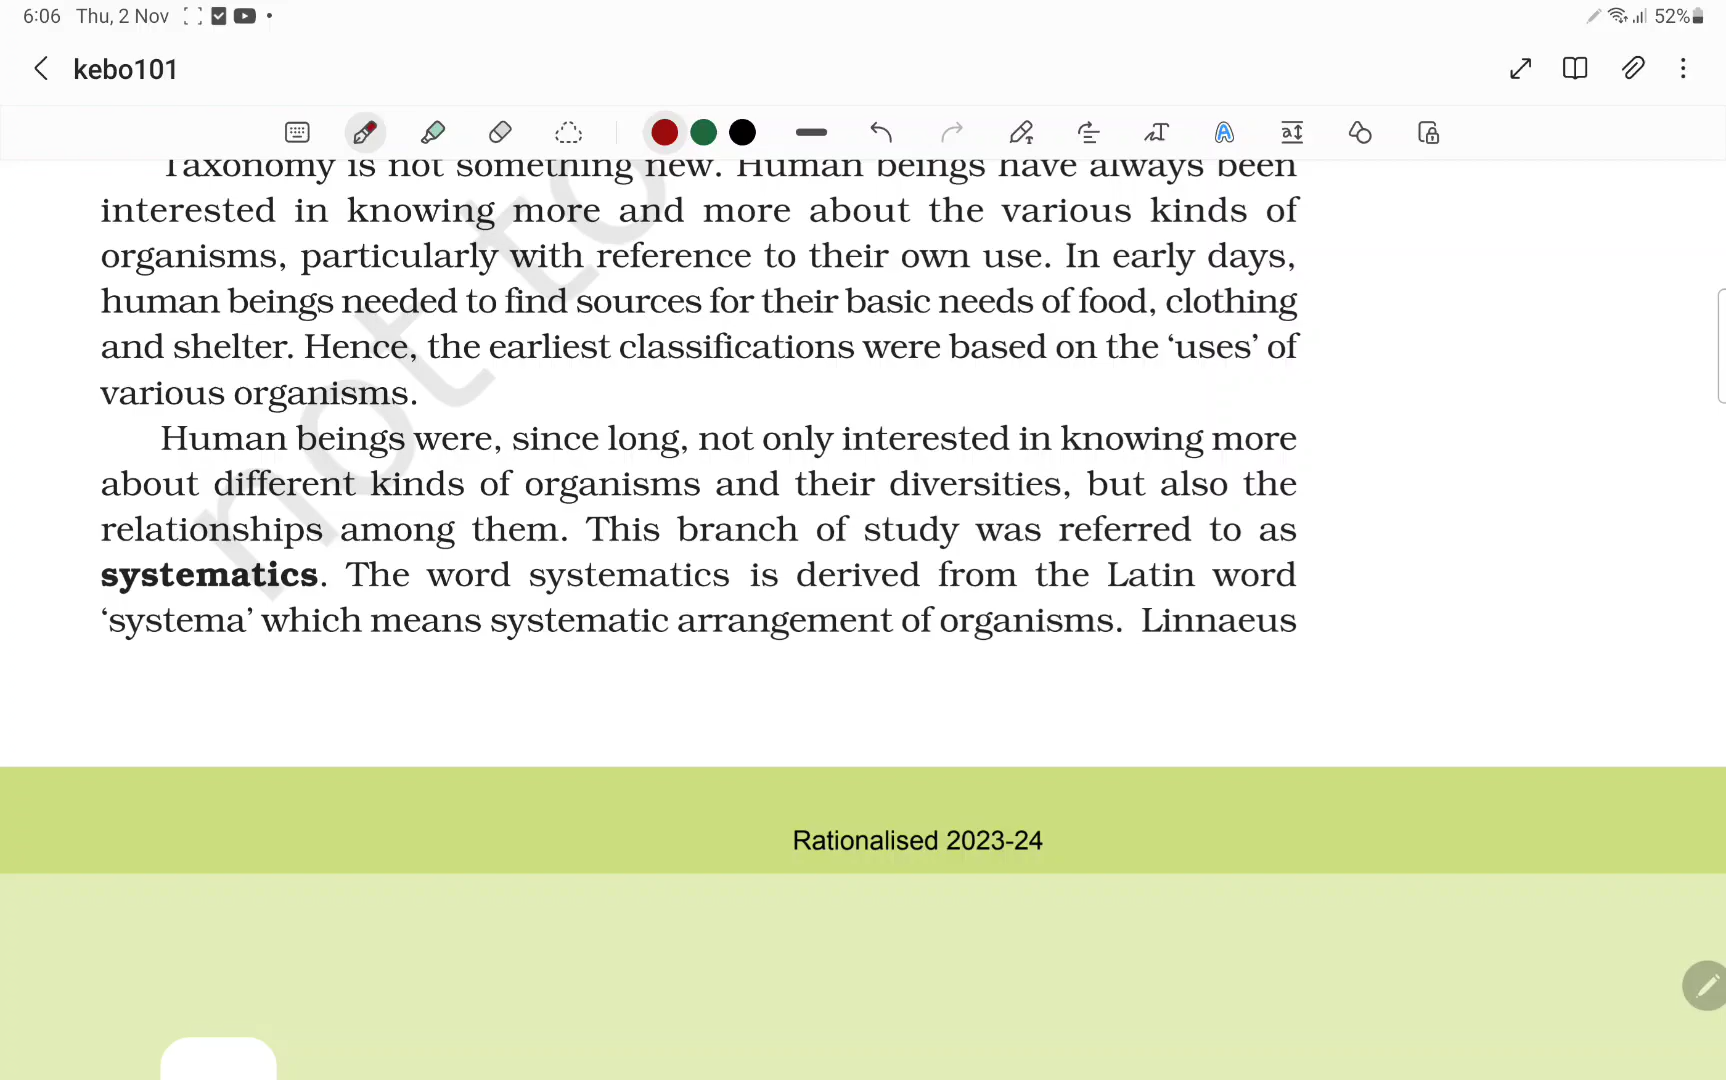 6:06 Thu, 2 Nov 52%
kebo101
Taxonomy is not something new. Human beings have always been
interested in knowing more and more about the various kinds of
organisms, particularly with reference to their own use. In early days,
human beings needed to find sources for their basic needs of food, clothing
and shelter. Hence, the earliest classifications were based on the ‘uses’ of
various organisms.
Human beings were, since long, not only interested in knowing more
about different kinds of organisms and their diversities, but also the
relationships among them. This branch of study was referred to as
systematics. The word systematics is derived from the Latin word
‘systema’ which means systematic arrangement of organisms. Linnaeus
not to
Rationalised 2023-24